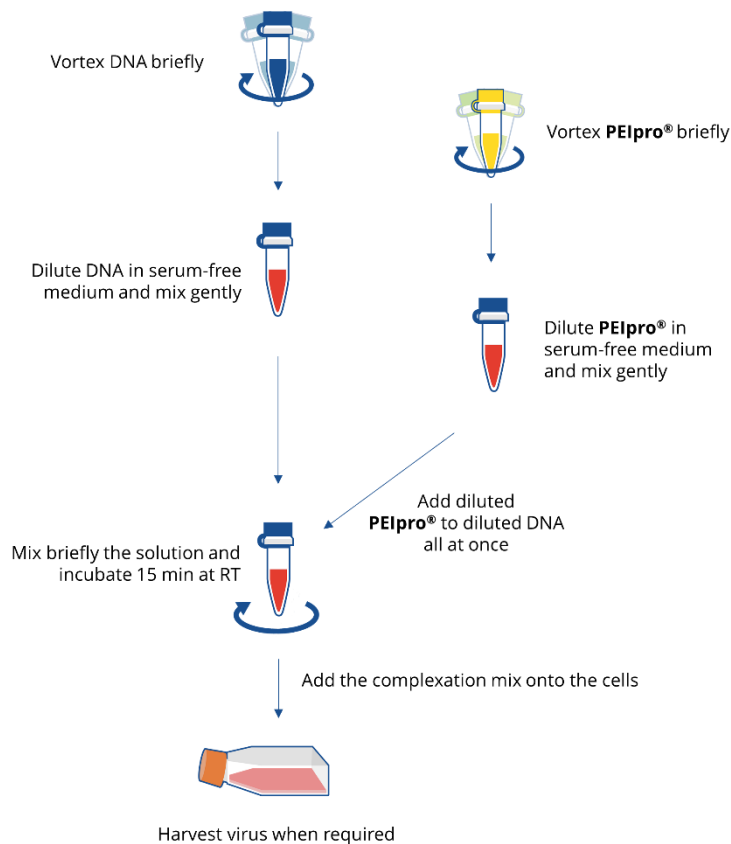 Vortex DNA briefly
Vortex PEIpro® briefly
Dilute DNA in serum-free
medium and mix gently
Dilute PEIpro® in
serum-free medium
and mix gently
Add diluted
PEIpro® to diluted DNA
all at once
Mix briefly the solution and
incubate 15 min at RT
Add the complexation mix onto the cells
Harvest virus when required